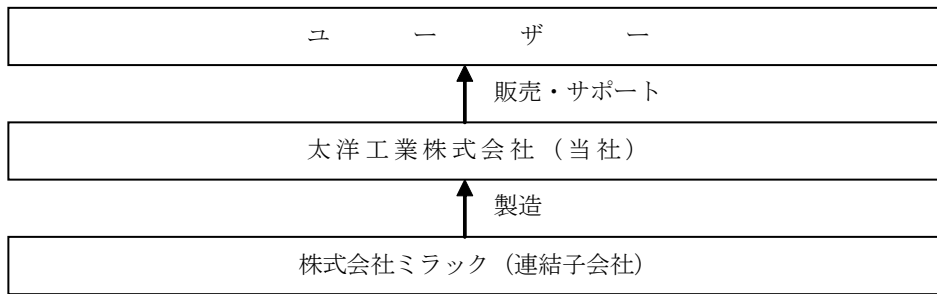 ユーザー
販売・サポート
太洋工業株式会社（当社）
製造
株式会社ミラック（連結子会社）